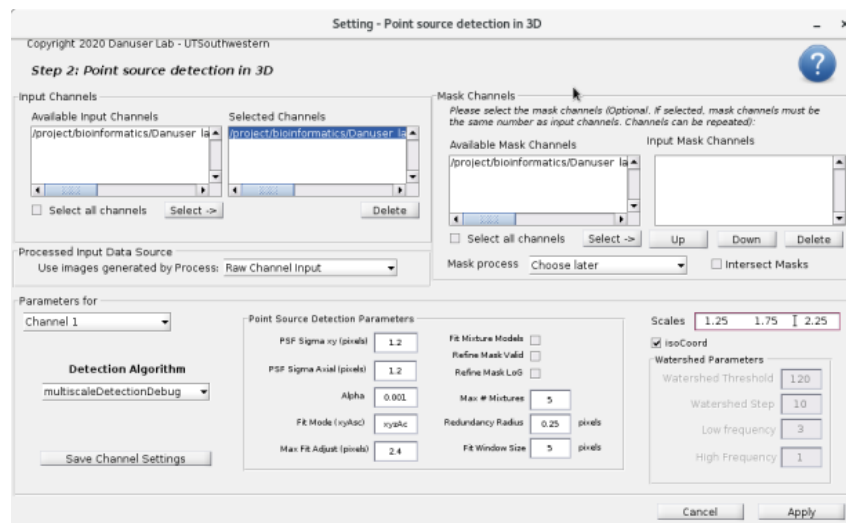 Setting - Point source detection in 3D
Copyright 2020 Danuser Lab - UTSouthwestern
Step 2: Point source detection in 3D
?
Input Channels
Available Input Channels
Selected Channels
/project/bioinformatics/Danuser_la
/project/bioinformatics/Danuser_la
Select all channels
Select ->
Delete
Mask Channels
Please select the mask channels (Optional. If selected, mask channels must be
the same number as input channels. Channels can be repeated):
Available Mask Channels
Input Mask Channels
/project/bioinformatics/Danuser_la
Select all channels
Select ->
Up
Down
Delete
Mask process
Choose later
Intersect Masks
Processed Input Data Source
Use images generated by Process:
Raw Channel Input
Parameters for
Channel 1
Detection Algorithm
multiscaleDetectionDebug
Save Channel Settings
Point Source Detection Parameters
PSF Sigma xy (pixels) 1.2
PSF Sigma Axial (pixels) 1.2
Alpha 0.001
Fit Mode (xyAsc) xyzAc
Max Fit Adjust (pixels) 2.4
Fit Mixture Models
Refine Mask Valid
Refine Mask LoG
Max # Mixtures 5
Redundancy Radius 0.25 pixels
Fit Window Size 5 pixels
Scales 1.25 1.75 2.25
isoCoord
Watershed Parameters
Watershed Threshold 120
Watershed Step 10
Low frequency 3
High Frequency 1
Cancel
Apply